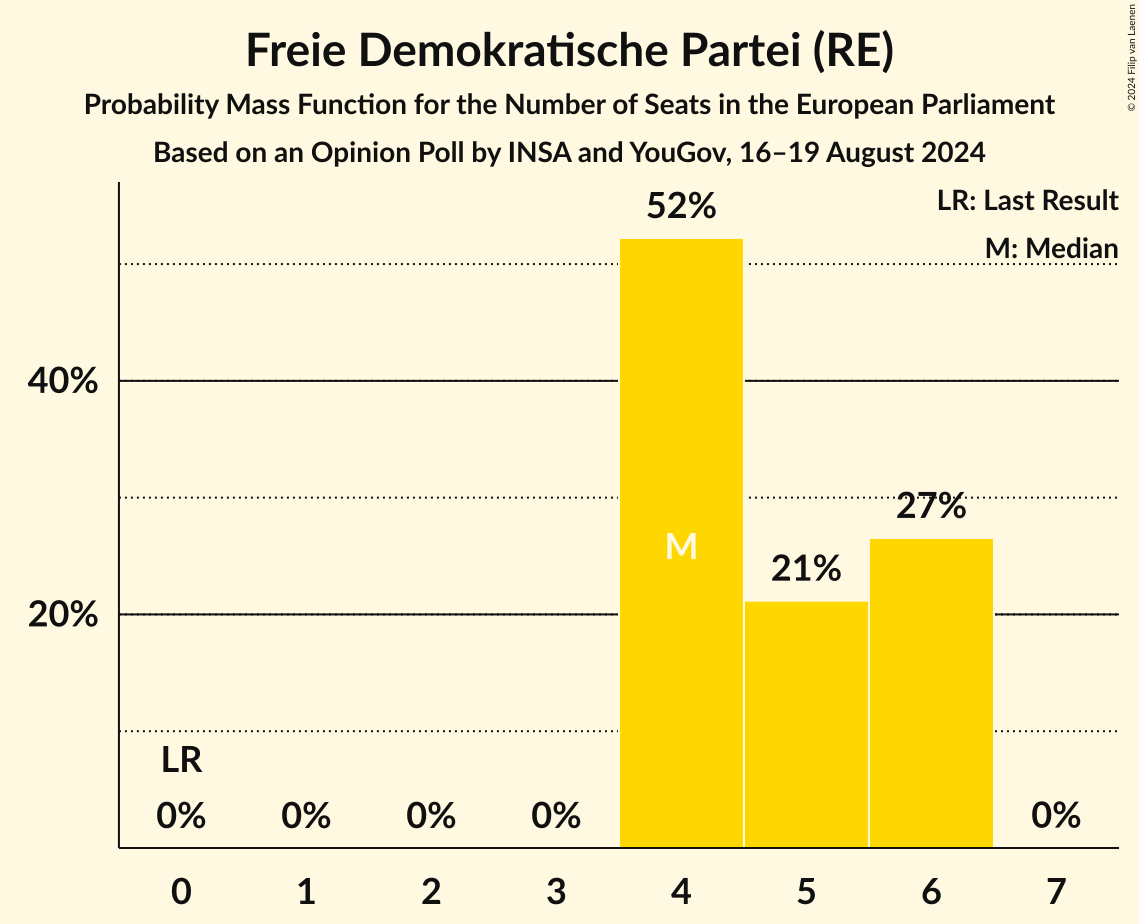 Freie Demokratische Partei (RE)
Probability Mass Function for the Number of Seats in the European Parliament
Based on an Opinion Poll by INSA and YouGov, 16–19 August 2024
© 2024 Filip van Laenen
LR: Last Result
M: Median
52%
40%
27%
M
21%
20%
LR
0% 0% 0% 0% 0%
0 1 2 3 4 5 6 7